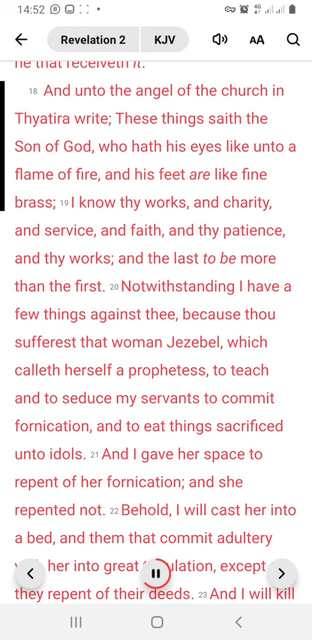 14:52
Revelation 2 KJV AA
he that receiveth it.
18 And unto the angel of the church in
Thyatira write; These things saith the
Son of God, who hath his eyes like unto a
flame of fire, and his feet are like fine
brass; 19 I know thy works, and charity,
and service, and faith, and thy patience,
and thy works; and the last to be more
than the first. 20 Notwithstanding I have a
few things against thee, because thou
sufferest that woman Jezebel, which
calleth herself a prophetess, to teach
and to seduce my servants to commit
fornication, and to eat things sacrificed
unto idols. 21 And I gave her space to
repent of her fornication; and she
repented not. 22 Behold, I will cast her into
a bed, and them that commit adultery
her into great except
they repent of their deeds. 23 And I will kill